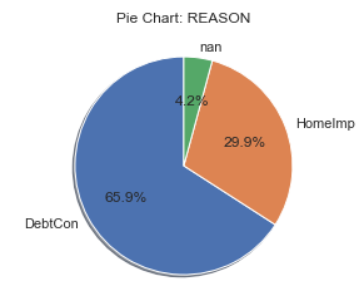 Pie Chart: REASON
nan
4.2%
HomeImp
29.9%
65.9%
DebtCon